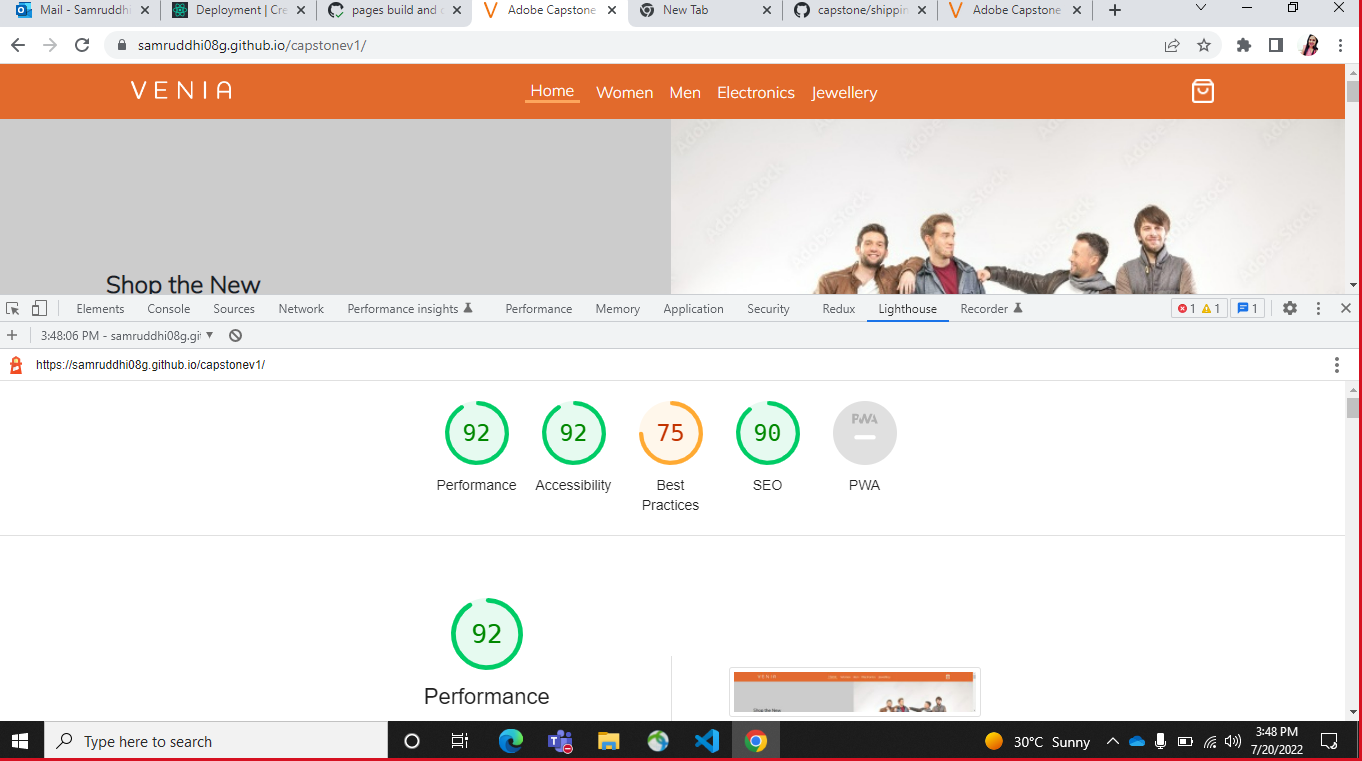 Mail - Samruddhi
Deployment | Cre
pages build and d
Adobe Capstone
New Tab
capstone/shippin
Adobe Capstone
samruddhi08g.github.io/capstonev1/
VENIA
Home
Women
Men
Electronics
Jewellery
Adobe Stock
Shop the New
Elements
Console
Sources
Network
Performance insights
Performance
Memory
Application
Security
Redux
Lighthouse
Recorder
1
1
1
3:48:06 PM - samruddhi08g.git
https://samruddhi08g.github.io/capstonev1/
92
92
75
90
PWA
Performance
Accessibility
Best
Practices
SEO
PWA
92
Performance
VENIA
Shop the New
Type here to search
30°C Sunny
3:48 PM
7/20/2022